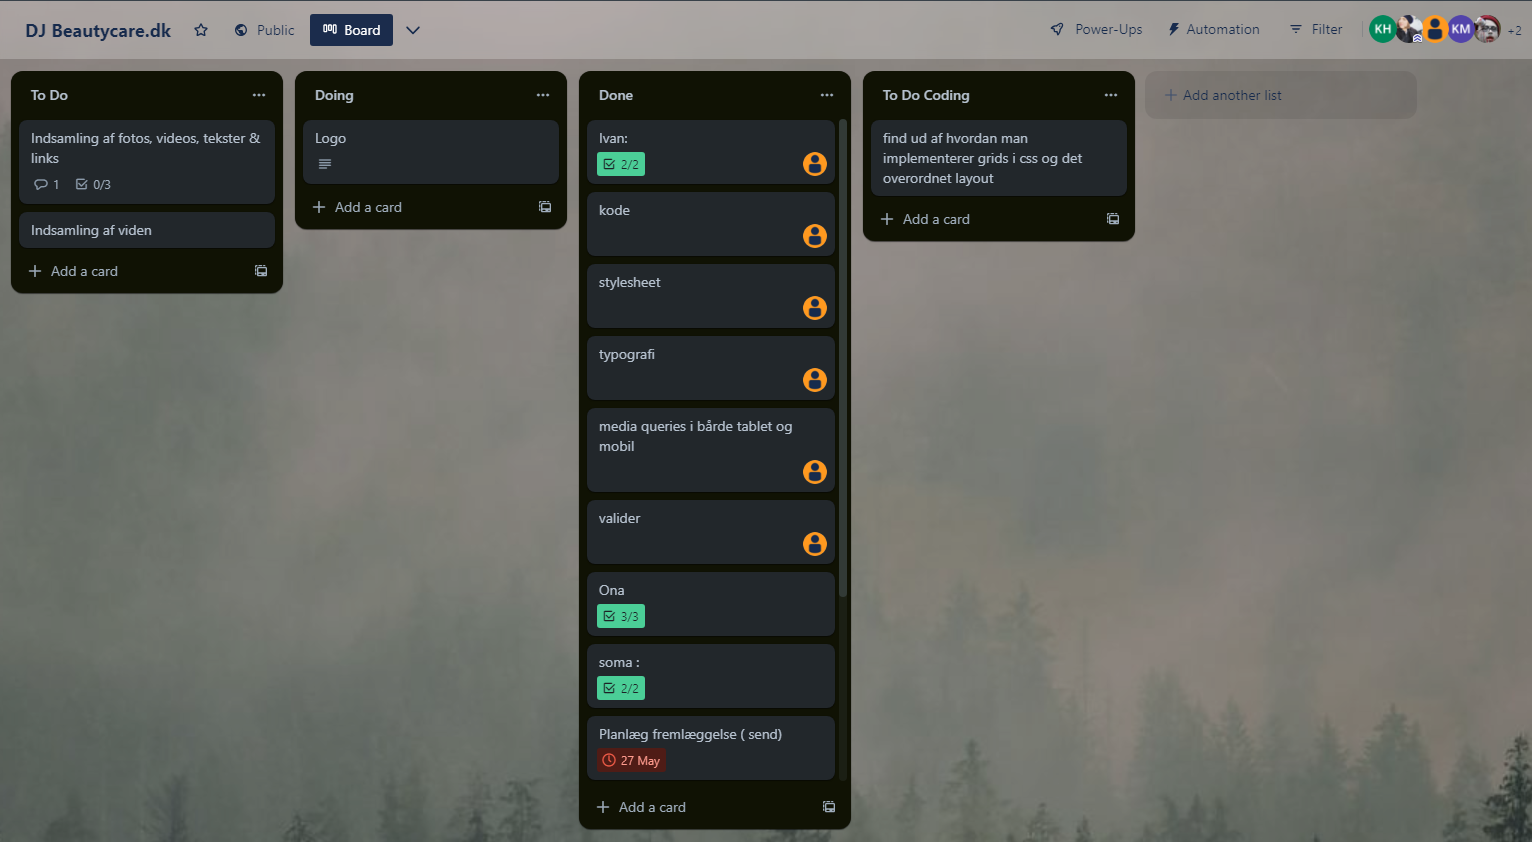 DJ Beautycare.dk
Public
Board
Power-Ups
Automation
Filter
KH
KM
+2
To Do
Indsamling af fotos, videos, tekster &
links
1
0/3
Indsamling af viden
Add a card
Doing
Logo
Add a card
Done
Ivan:
2/2
kode
stylesheet
typografi
media queries i bårde tablet og
mobil
valider
Ona
3/3
soma :
2/2
Planlæg fremlæggelse ( send)
27 May
Add a card
To Do Coding
find ud af hvordan man
implementerer grids i css og det
overordnet layout
Add a card
Add another list